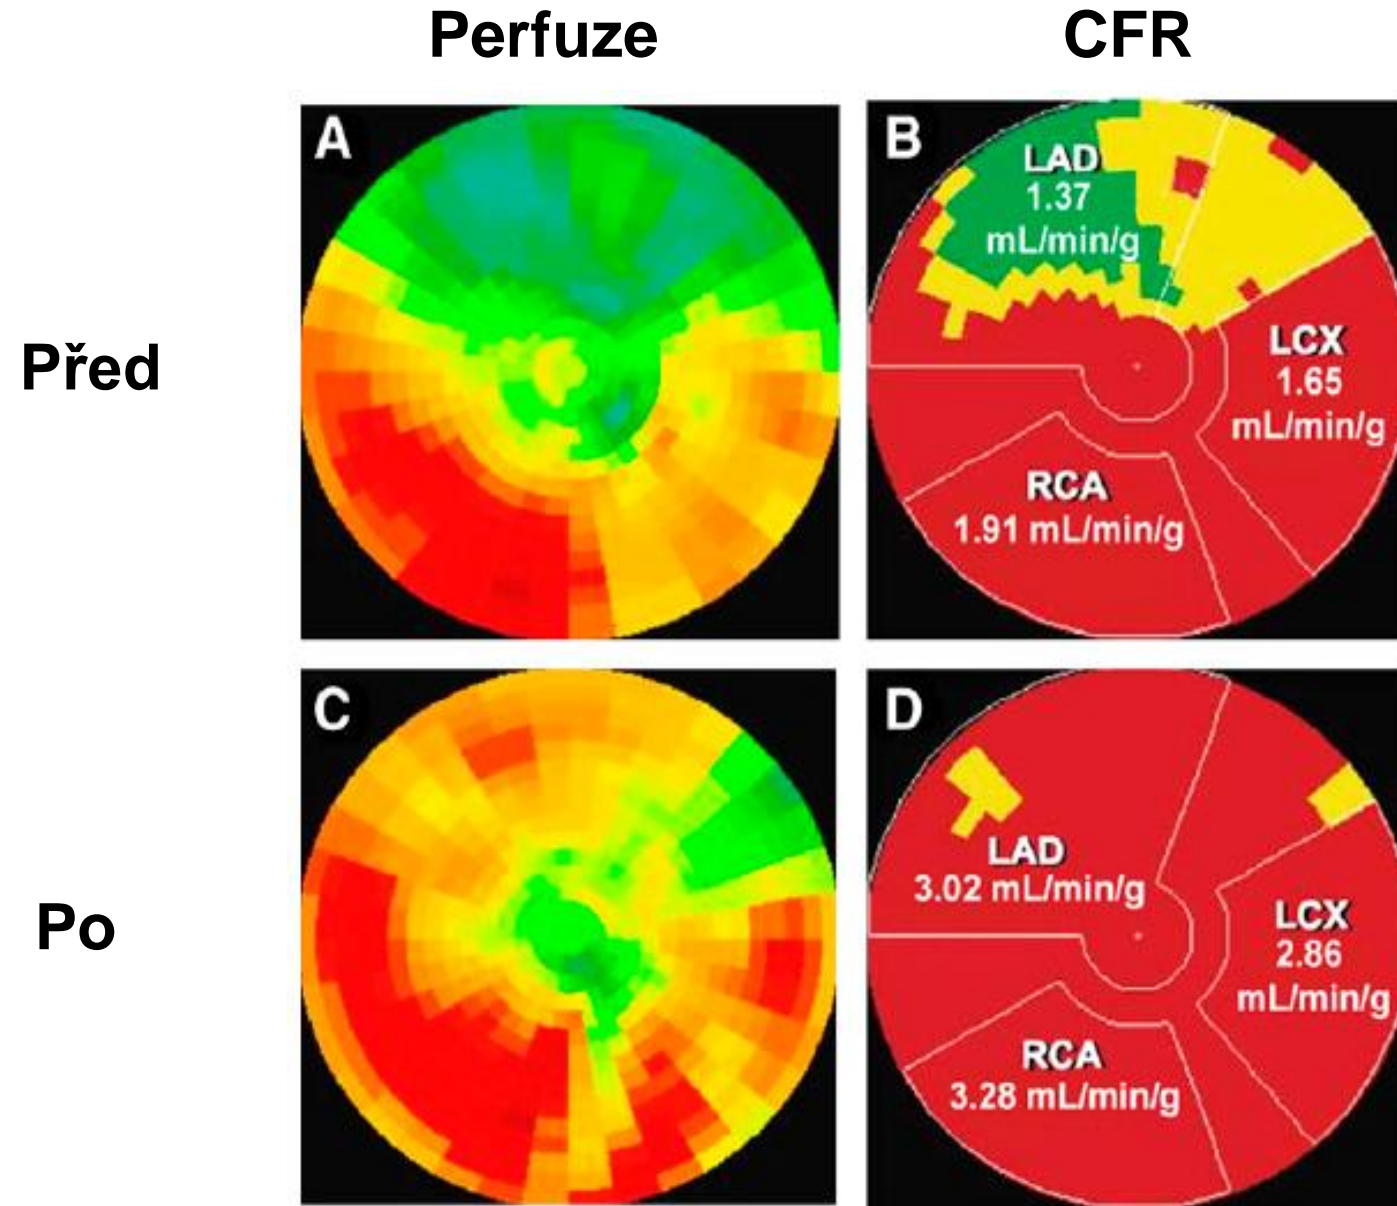 Perfuze
CFR
Před
A
B
LAD
1.37
mL/min/g
LCX
1.65
mL/min/g
RCA
1.91 mL/min/g
Po
C
D
LAD
3.02 mL/min/g
LCX
2.86
mL/min/g
RCA
3.28 mL/min/g